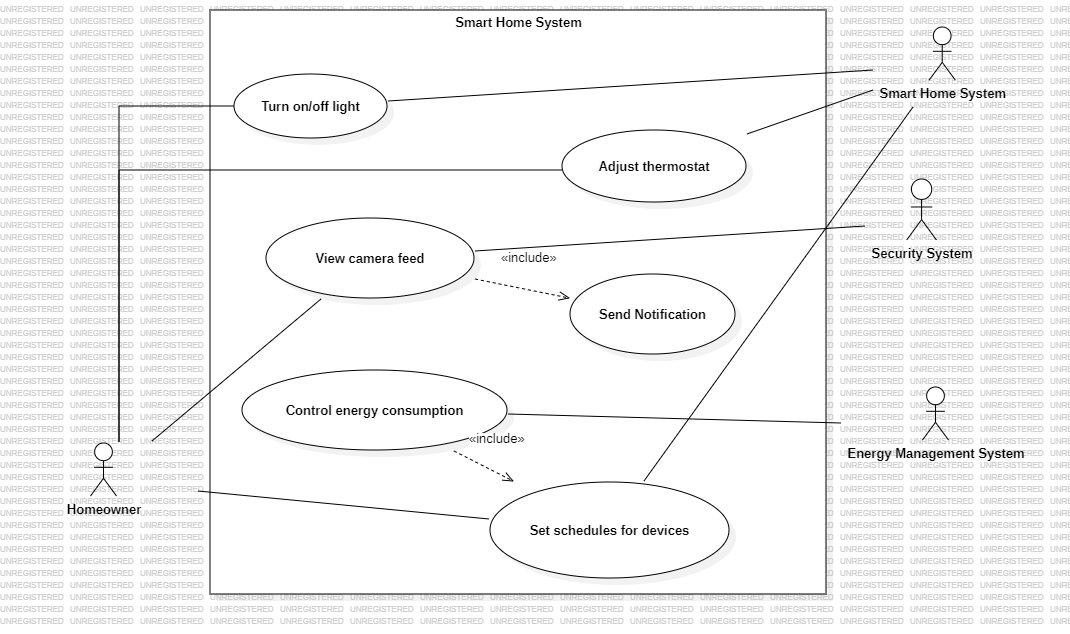 Smart Home System
Turn on/off light
Smart Home System
Adjust thermostat
View camera feed
«include»
Security System
Send Notification
Control energy consumption
«include»
Energy Management System
Homeowner
Set schedules for devices
UNREGISTERED